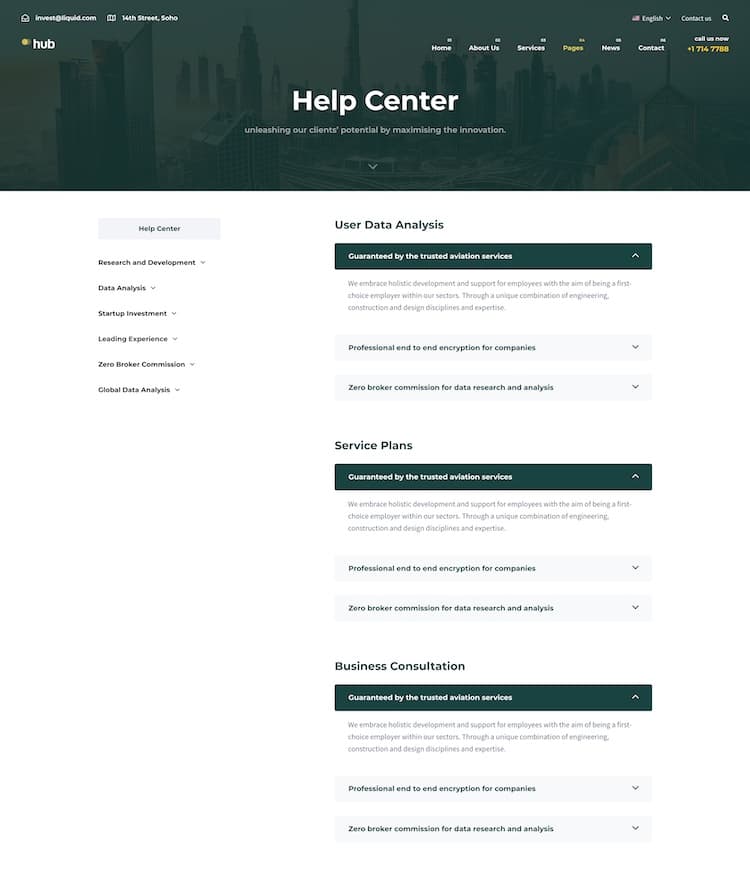 invest@liquid.com
14th Street, Soho
English
Contact us
hub
01
Home
02
About Us
03
Services
04
Pages
05
News
06
Contact
call us now
+1 714 7788
Help Center
unleashing our clients' potential by maximising the innovation.
Help Center
Research and Development
Data Analysis
Startup Investment
Leading Experience
Zero Broker Commission
Global Data Analysis
User Data Analysis
Guaranteed by the trusted aviation services
We embrace holistic development and support for employees with the aim of being a first-
choice employer within our sectors. Through a unique combination of engineering,
construction and design disciplines and expertise.
Professional end to end encryption for companies
Zero broker commission for data research and analysis
Service Plans
Guaranteed by the trusted aviation services
We embrace holistic development and support for employees with the aim of being a first-
choice employer within our sectors. Through a unique combination of engineering,
construction and design disciplines and expertise.
Professional end to end encryption for companies
Zero broker commission for data research and analysis
Business Consultation
Guaranteed by the trusted aviation services
We embrace holistic development and support for employees with the aim of being a first-
choice employer within our sectors. Through a unique combination of engineering,
construction and design disciplines and expertise.
Professional end to end encryption for companies
Zero broker commission for data research and analysis